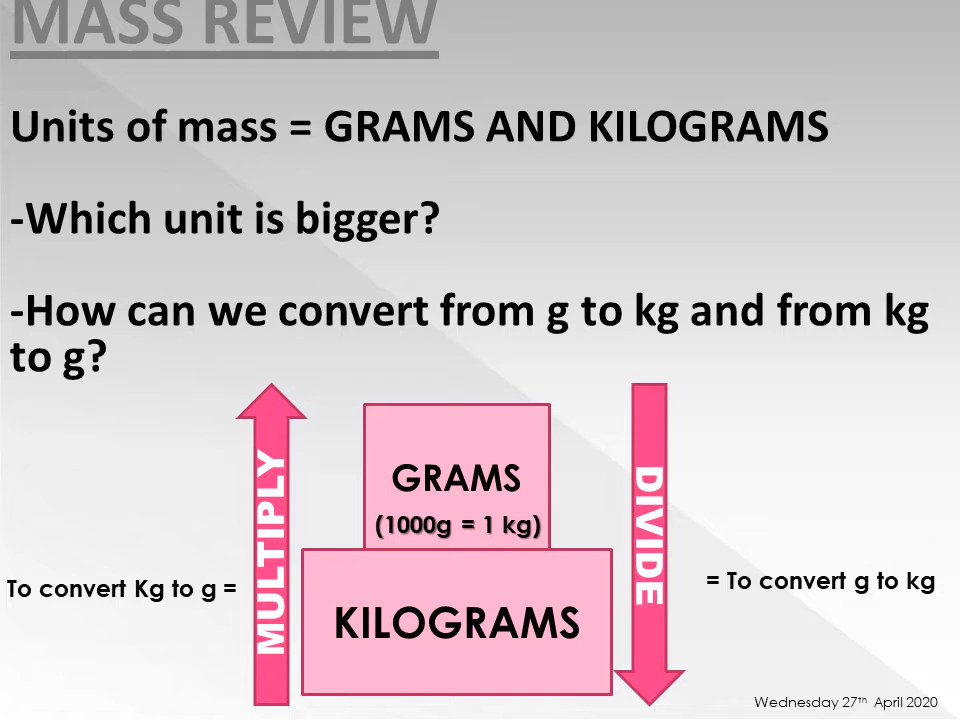 MASS REVIEW
Units of mass = GRAMS AND KILOGRAMS
-Which unit is bigger?
-How can we convert from g to kg and from kg
to g?
GRAMS
(1000g = 1 kg)
KILOGRAMS
MULTIPLY
DIVIDE
To convert Kg to g =
= To convert g to kg
Wednesday 27th April 2020